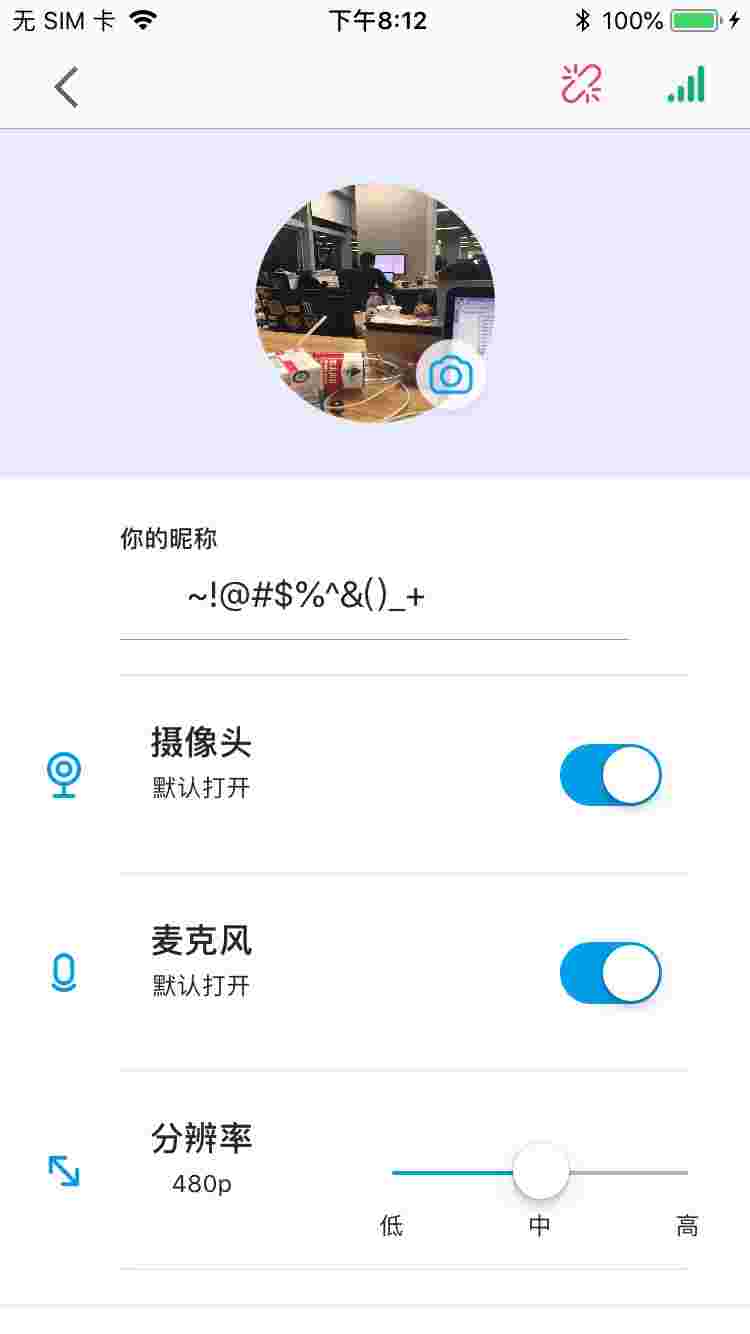 无 SIM 卡
下午8:12
100%
你的昵称
~!@#$%^&()_+
摄像头
默认打开
麦克风
默认打开
分辨率
480p
低
中
高